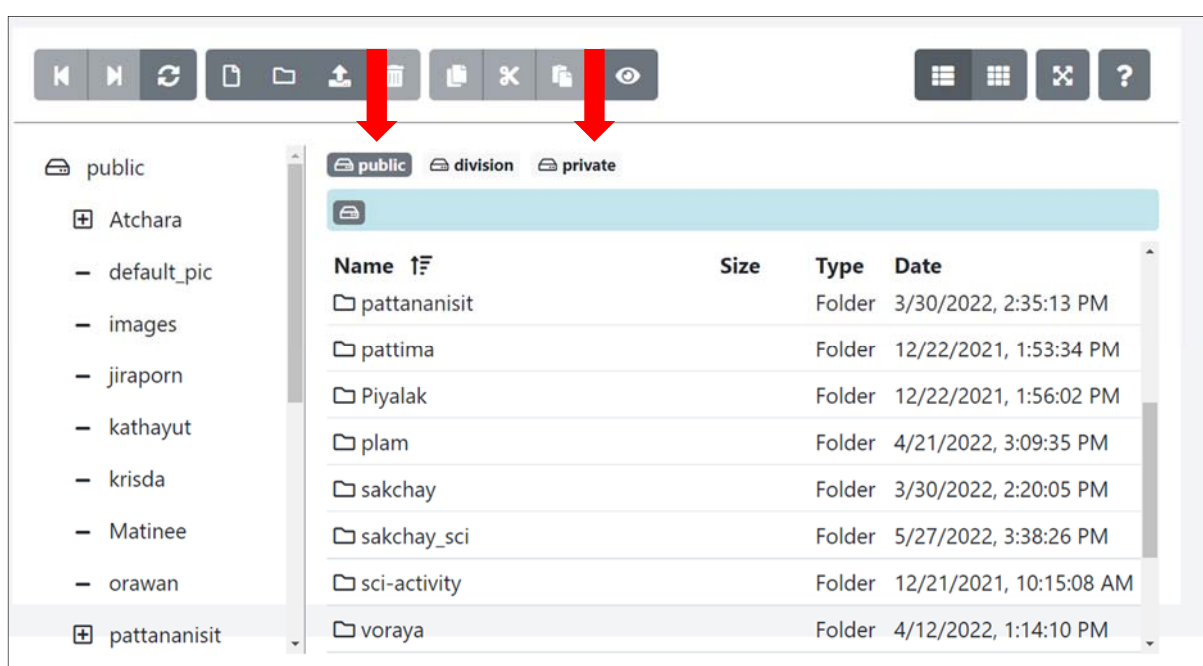 ?
public
Atchara
default_pic
images
jiraporn
kathayut
krisda
Matinee
orawan
pattananisit
public division private
Name Size Type Date
pattananisit Folder 3/30/2022, 2:35:13 PM
pattima Folder 12/22/2021, 1:53:34 PM
Piyalak Folder 12/22/2021, 1:56:02 PM
plam Folder 4/21/2022, 3:09:35 PM
sakchay Folder 3/30/2022, 2:20:05 PM
sakchay_sci Folder 5/27/2022, 3:38:26 PM
sci-activity Folder 12/21/2021, 10:15:08 AM
voraya Folder 4/12/2022, 1:14:10 PM